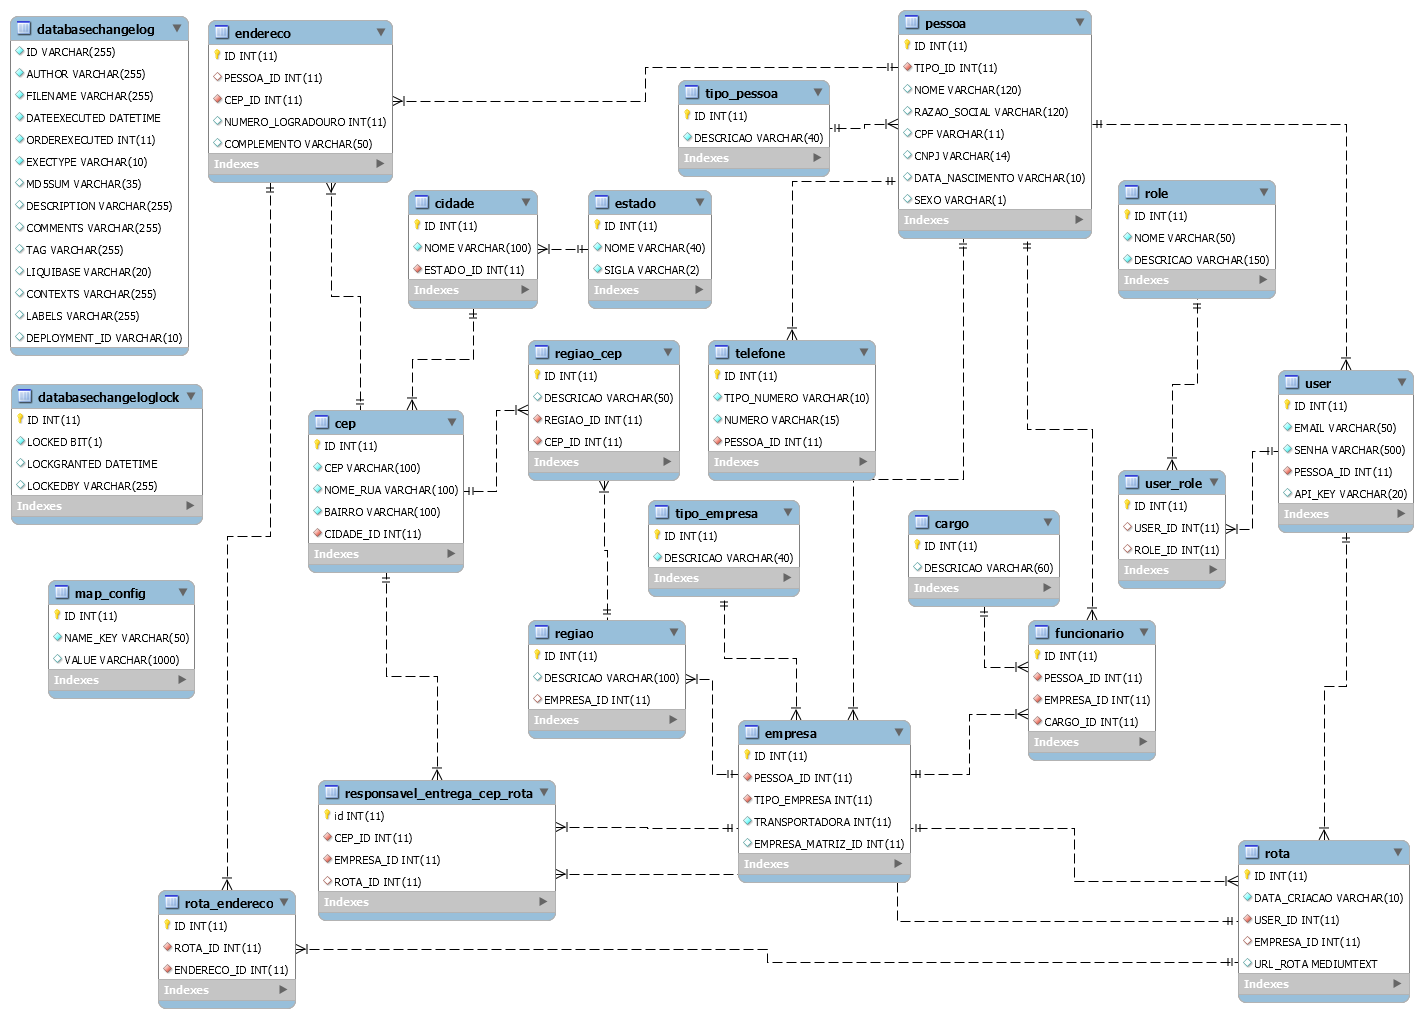 databasechangelog
ID VARCHAR(255)
AUTHOR VARCHAR(255)
FILENAME VARCHAR(255)
DATEEXECUTED DATETIME
ORDEREXECUTED INT(11)
EXECTYPE VARCHAR(10)
MD5SUM VARCHAR(35)
DESCRIPTION VARCHAR(255)
COMMENTS VARCHAR(255)
TAG VARCHAR(255)
LIQUIBASE VARCHAR(20)
CONTEXTS VARCHAR(255)
LABELS VARCHAR(255)
DEPLOYMENT_ID VARCHAR(10)
endereco
ID INT(11)
PESSOA_ID INT(11)
CEP_ID INT(11)
NUMERO_LOGRADOURO INT(11)
COMPLEMENTO VARCHAR(50)
Indexes
tipo_pessoa
ID INT(11)
DESCRICAO VARCHAR(40)
Indexes
pessoa
ID INT(11)
TIPO_ID INT(11)
NOME VARCHAR(120)
RAZAO_SOCIAL VARCHAR(120)
CPF VARCHAR(11)
CNPJ VARCHAR(14)
DATA_NASCIMENTO VARCHAR(10)
SEXO VARCHAR(1)
Indexes
cidade
ID INT(11)
NOME VARCHAR(100)
ESTADO_ID INT(11)
Indexes
estado
ID INT(11)
NOME VARCHAR(40)
SIGLA VARCHAR(2)
Indexes
role
ID INT(11)
NOME VARCHAR(50)
DESCRICAO VARCHAR(150)
Indexes
databasechangeloglock
ID INT(11)
LOCKED BIT(1)
LOCKGRANTED DATETIME
LOCKEDBY VARCHAR(255)
Indexes
cep
ID INT(11)
CEP VARCHAR(100)
NOME_RUA VARCHAR(100)
BAIRRO VARCHAR(100)
CIDADE_ID INT(11)
Indexes
regiao_cep
ID INT(11)
DESCRICAO VARCHAR(50)
REGIAO_ID INT(11)
CEP_ID INT(11)
Indexes
telefone
ID INT(11)
TIPO_NUMERO VARCHAR(10)
NUMERO VARCHAR(15)
PESSOA_ID INT(11)
Indexes
user
ID INT(11)
EMAIL VARCHAR(50)
SENHA VARCHAR(500)
PESSOA_ID INT(11)
API_KEY VARCHAR(20)
Indexes
user_role
ID INT(11)
USER_ID INT(11)
ROLE_ID INT(11)
Indexes
tipo_empresa
ID INT(11)
DESCRICAO VARCHAR(40)
Indexes
cargo
ID INT(11)
DESCRICAO VARCHAR(60)
Indexes
map_config
ID INT(11)
NAME_KEY VARCHAR(50)
VALUE VARCHAR(1000)
Indexes
regiao
ID INT(11)
DESCRICAO VARCHAR(100)
EMPRESA_ID INT(11)
Indexes
funcionario
ID INT(11)
PESSOA_ID INT(11)
EMPRESA_ID INT(11)
CARGO_ID INT(11)
Indexes
empresa
ID INT(11)
PESSOA_ID INT(11)
TIPO_EMPRESA INT(11)
TRANSPORTADORA INT(11)
EMPRESA_MATRIZ_ID INT(11)
Indexes
responsavel_entrega_cep_rota
id INT(11)
CEP_ID INT(11)
EMPRESA_ID INT(11)
ROTA_ID INT(11)
Indexes
rota_endereco
ID INT(11)
ROTA_ID INT(11)
ENDERECO_ID INT(11)
Indexes
rota
ID INT(11)
DATA_CRIACAO VARCHAR(10)
USER_ID INT(11)
EMPRESA_ID INT(11)
URL_ROTA MEDIUMTEXT
Indexes